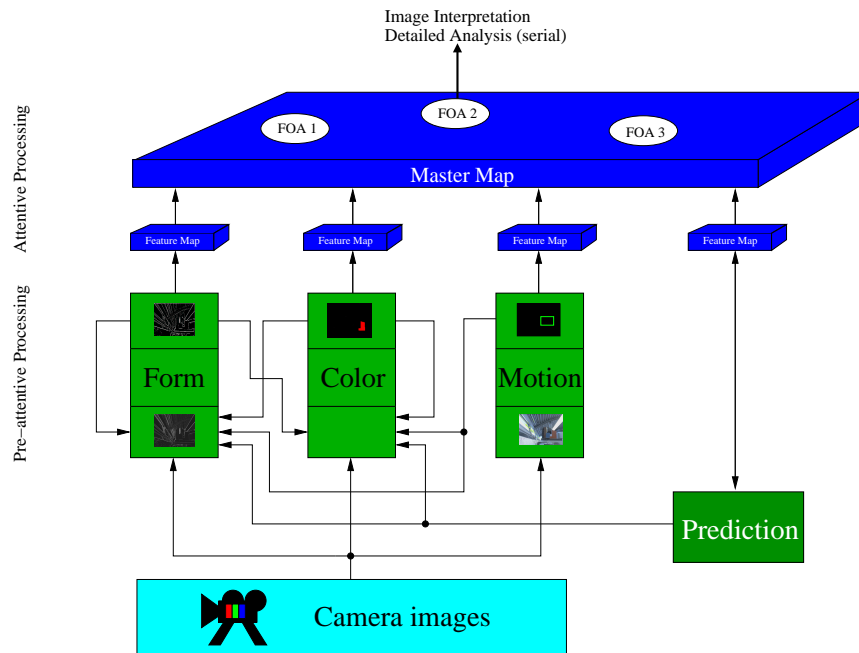 Image Interpretation
Detailed Analysis (serial)
Attentive Processing
FOA 1
FOA 2
FOA 3
Master Map
Feature Map
Feature Map
Feature Map
Feature Map
Pre−attentive Processing
Form
Color
Motion
Prediction
Camera images